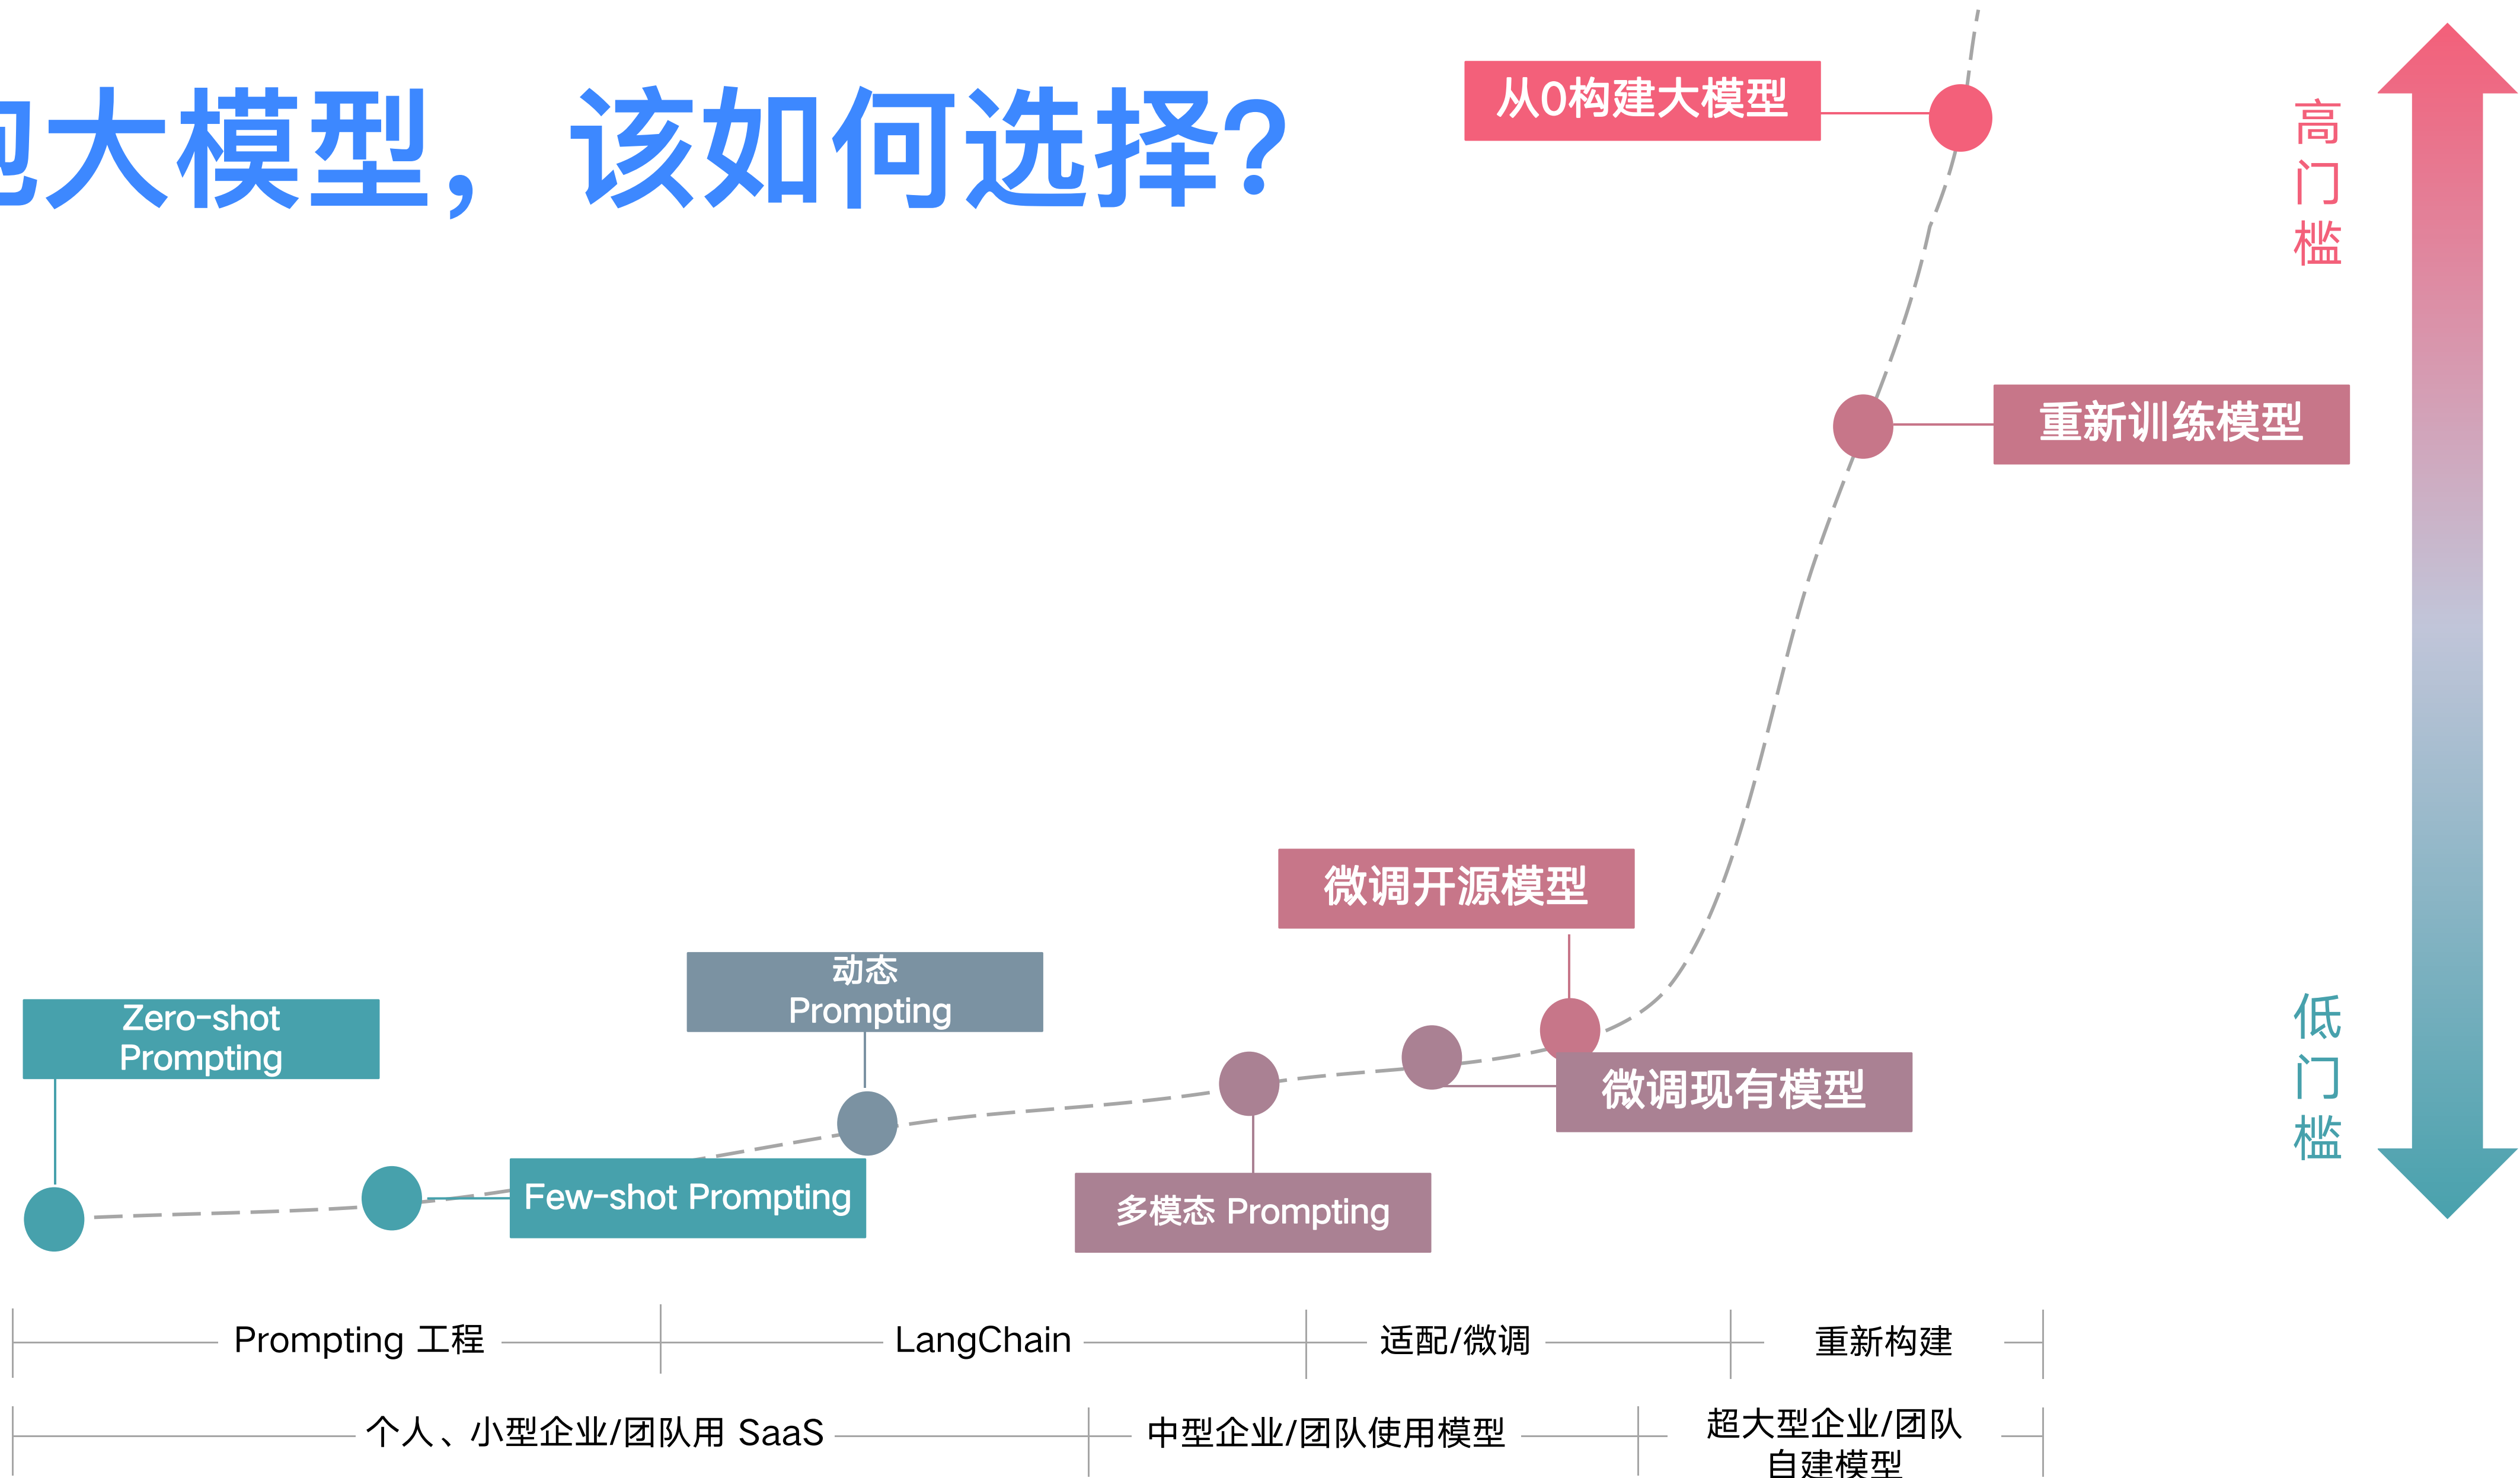 大模型，该如何选择?
从0构建大模型
高门槛
重新训练模型
微调开源模型
动态
Prompting
Zero-shot
Prompting
低门槛
微调现有模型
Few-shot Prompting
多模态 Prompting
Prompting 工程
LangChain
适配/微调
重新构建
个人、小型企业/团队用 SaaS
中型企业/团队使用模型
超大型企业/团队
自建模型